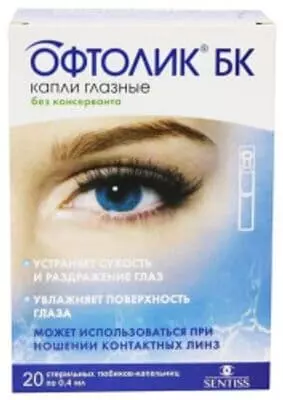 ОФТОЛИК® БК
капли глазные
без консерванта
• УСТРАНЯЕТ СУХОСТЬ
И РАЗДРАЖЕНИЕ ГЛАЗ
• УВЛАЖНЯЕТ ПОВЕРХНОСТЬ
ГЛАЗА
МОЖЕТ ИСПОЛЬЗОВАТЬСЯ ПРИ
НОШЕНИИ КОНТАКТНЫХ ЛИНЗ
20 стерильных тюбиков-капельниц
по 0,4 мл
SENTISS